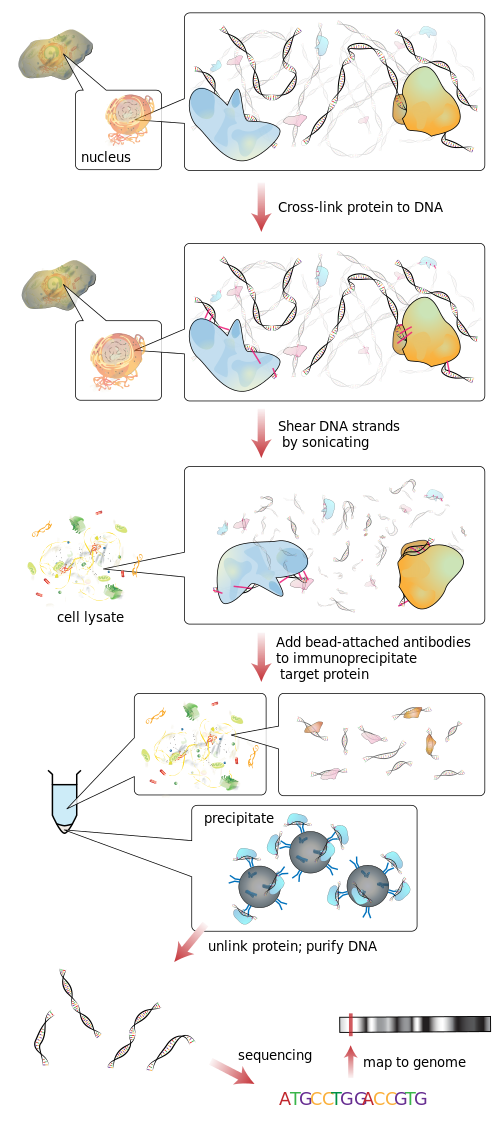 nucleus
Cross-link protein to DNA
Shear DNA strands
by sonicating
cell lysate
Add bead-attached antibodies
to immunoprecipitate
target protein
precipitate
unlink protein; purify DNA
sequencing
map to genome
ATGCCTGGACCGTG